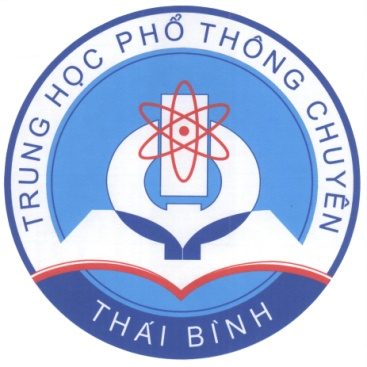 TRUNG HỌC PHỔ THÔNG CHUYÊN
THÁI BÌNH